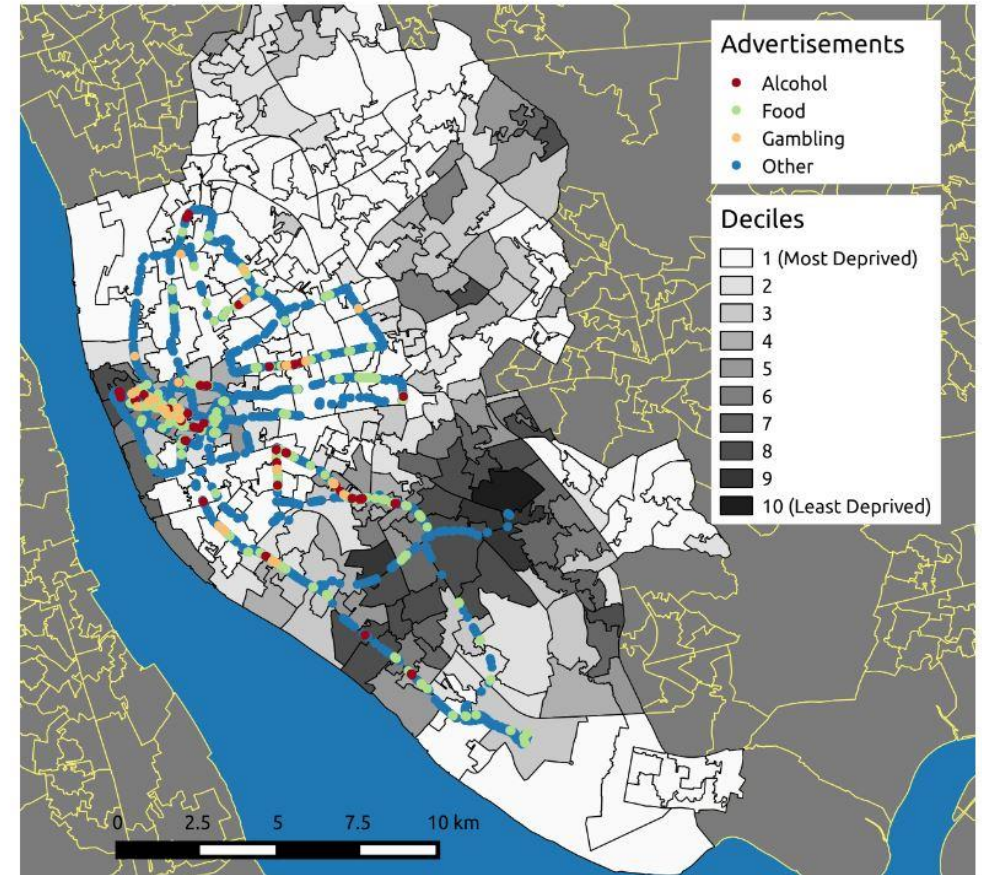 Advertisements
Alcohol
Food
Gambling
Other
Deciles
1 (Most Deprived)
2
3
4
5
6
7
8
9
10 (Least Deprived)
0 2.5 5 7.5 10 km